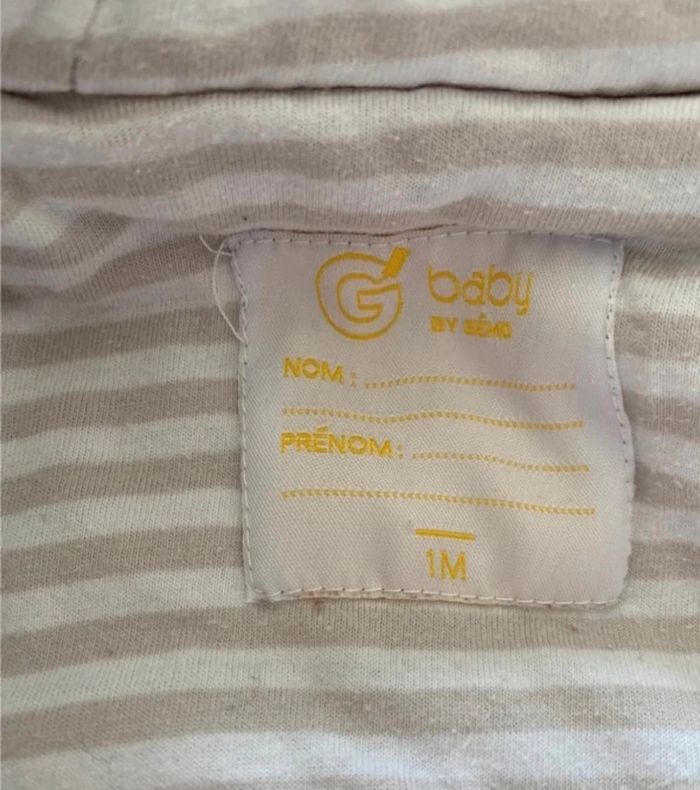 G baby
BY GÉMO
NOM : ....................
..............................
PRÉNOM : ....................
..............................
1M